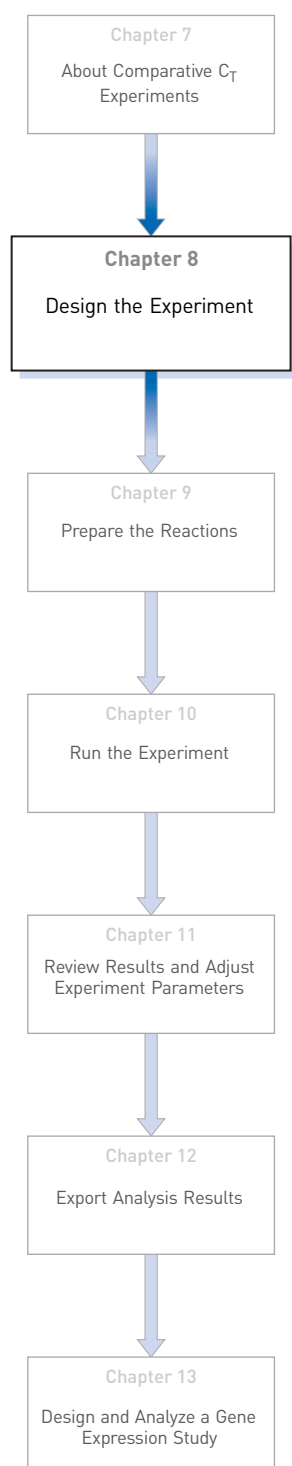 Chapter 7
About Comparative CT
Experiments
Chapter 8
Design the Experiment
Chapter 9
Prepare the Reactions
Chapter 10
Run the Experiment
Chapter 11
Review Results and Adjust
Experiment Parameters
Chapter 12
Export Analysis Results
Chapter 13
Design and Analyze a Gene
Expression Study